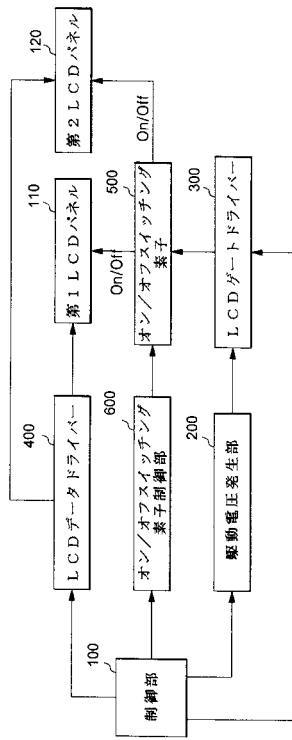 100
制御部
400
LCDデータドライバー
600
オン/オフスイッチング
素子制御部
200
駆動電圧発生部
110
第1LCDパネル
On/Off
500
オン/オフスイッチング
素子
300
LCDゲートドライバー
120
第2LCDパネル
On/Off